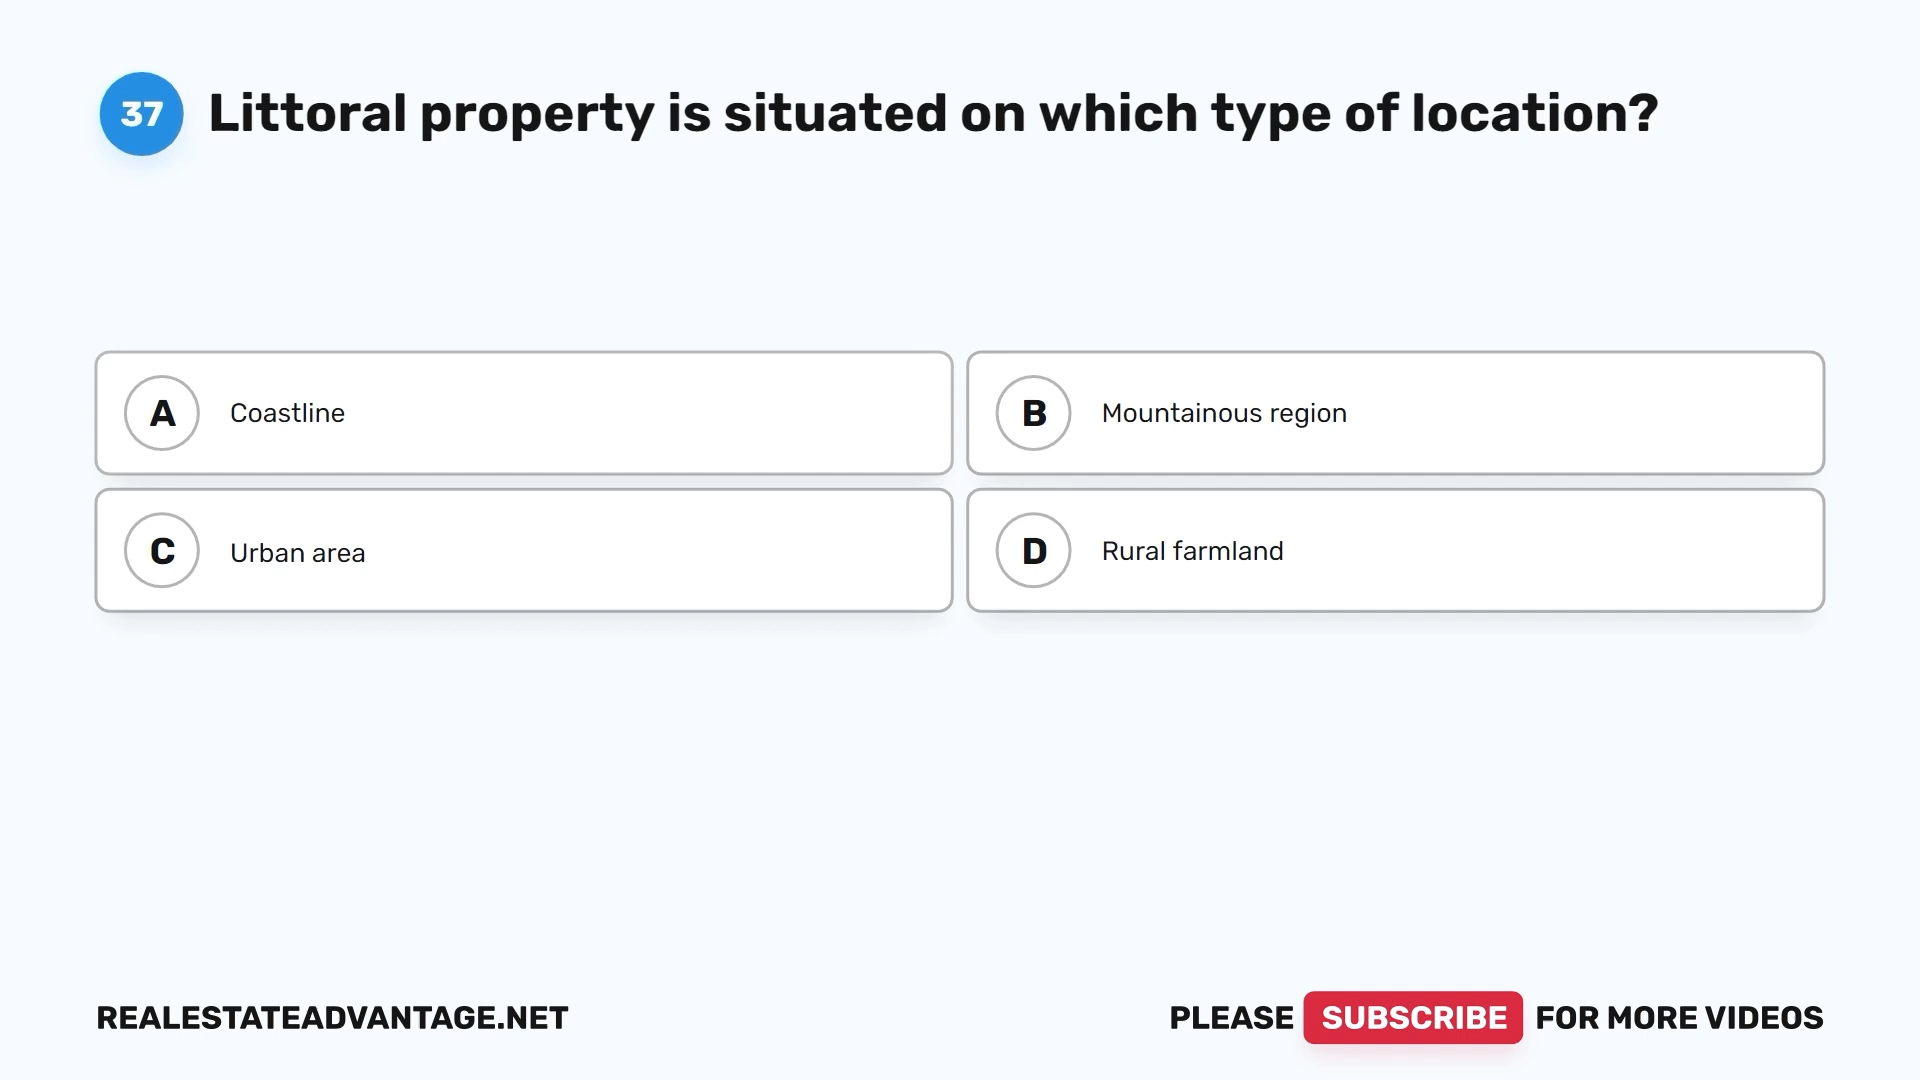 37 Littoral property is situated on which type of location?
A Coastline
B Mountainous region
C Urban area
D Rural farmland
REALESTATEADVANTAGE.NET
PLEASE SUBSCRIBE FOR MORE VIDEOS